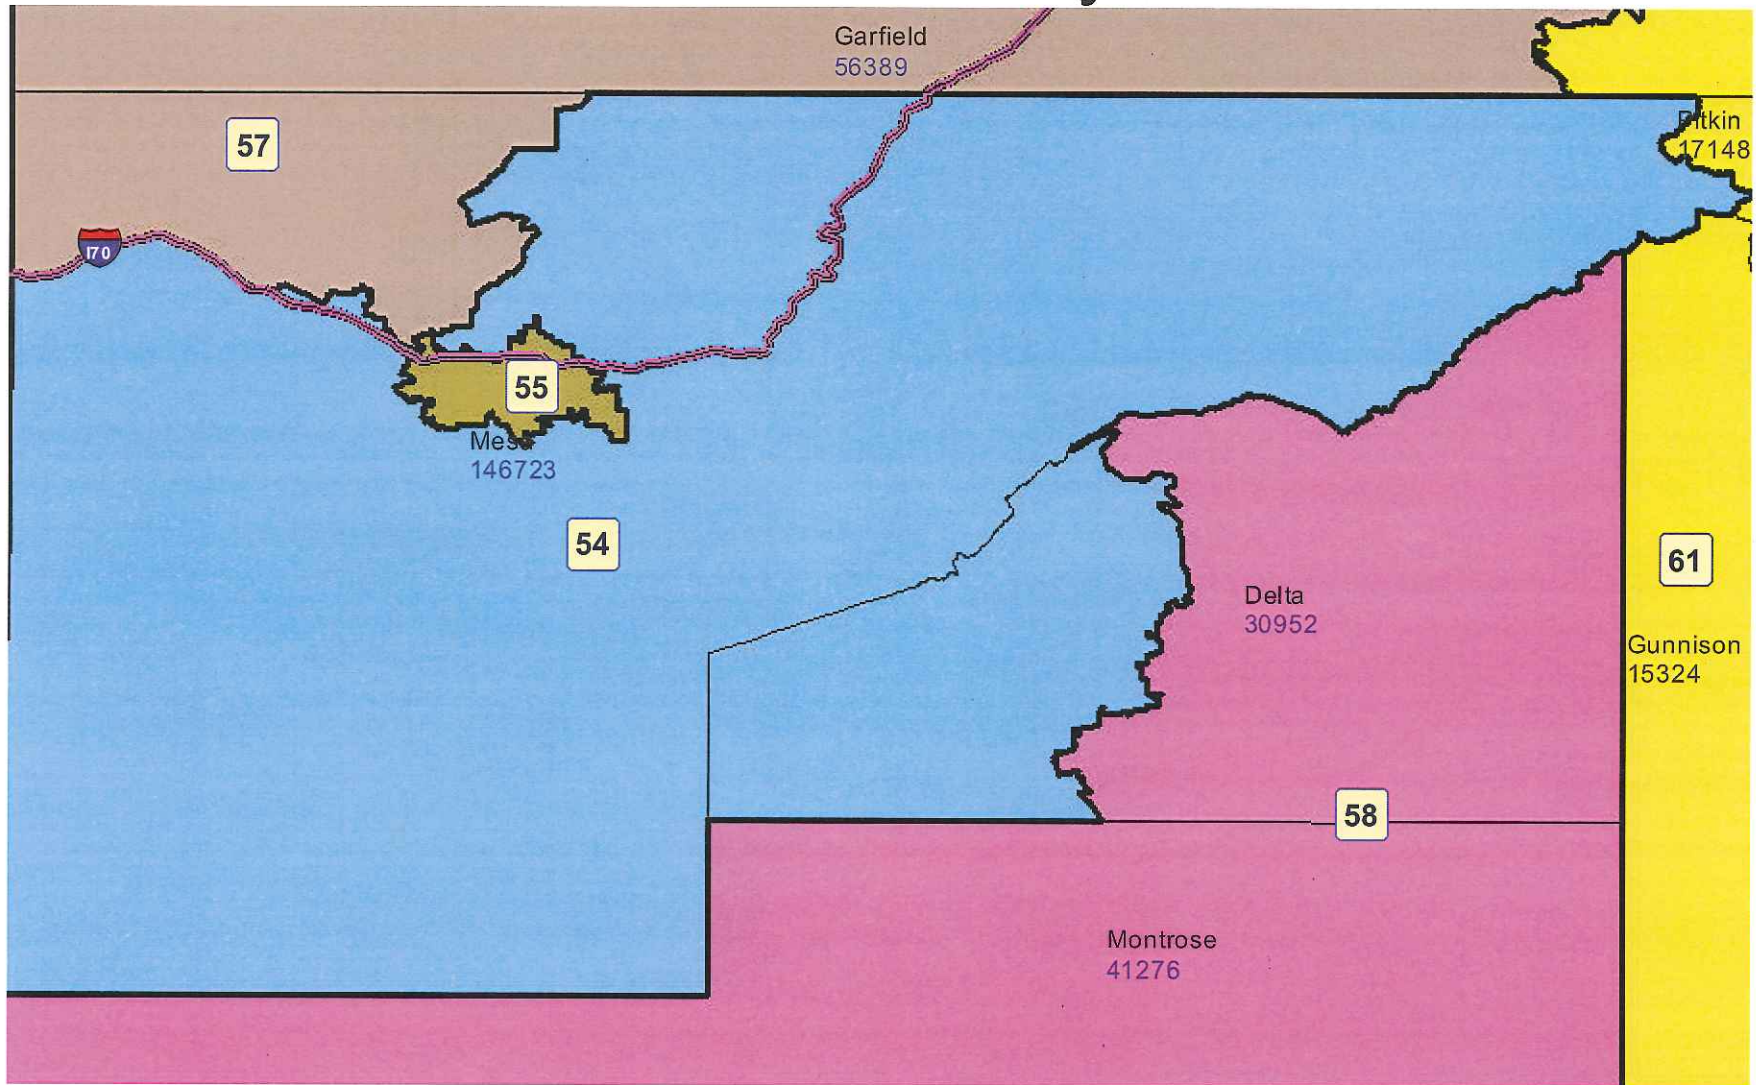 Garfield
56389
57
Pitkin
17148
I70
55
Mesa
146723
54
61
Delta
30952
Gunnison
15324
58
Montrose
41276